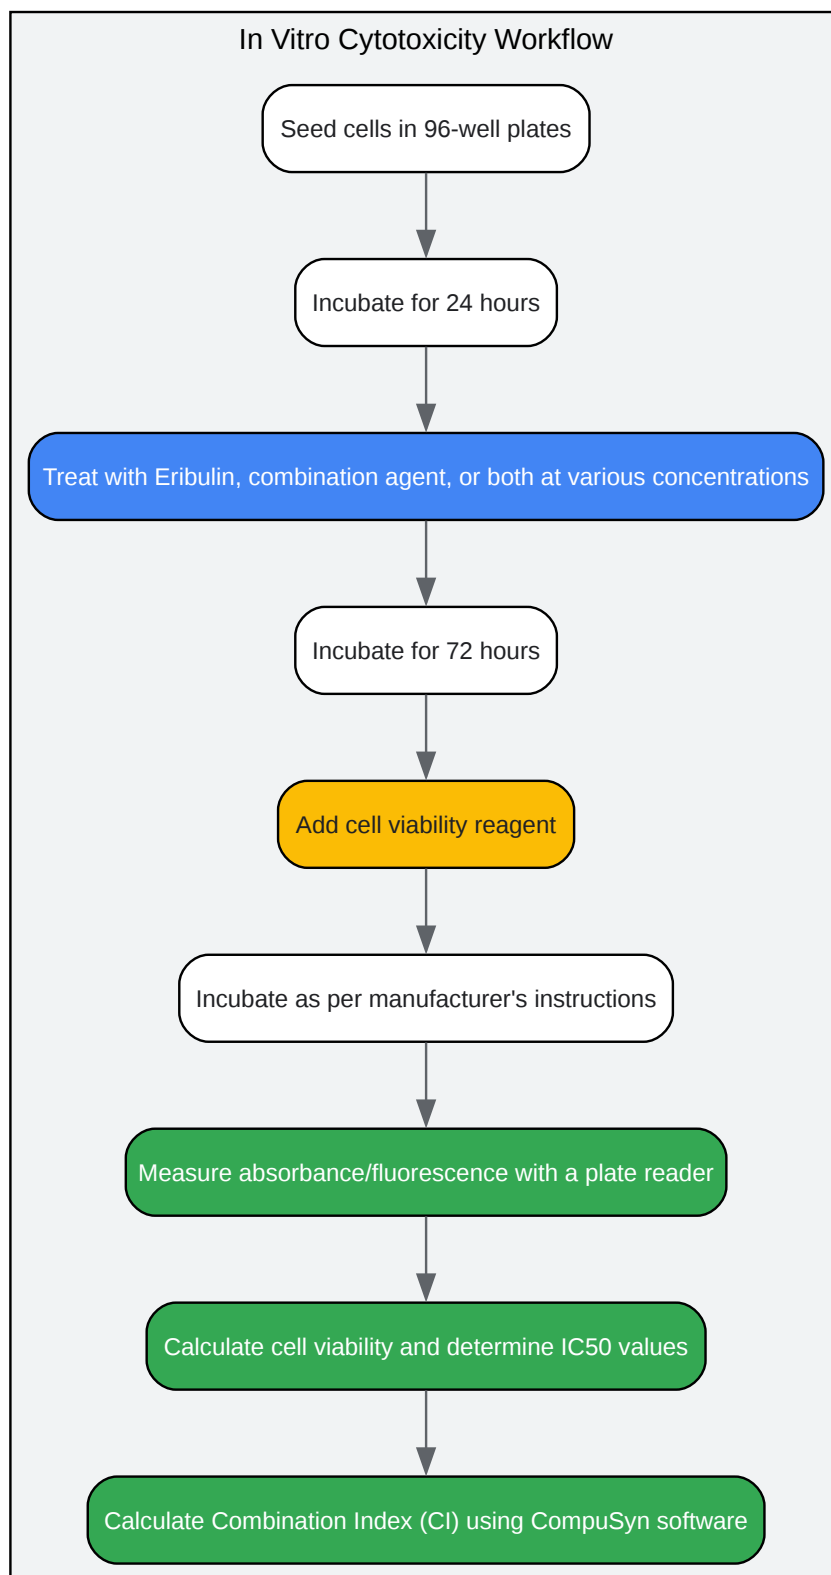 In Vitro Cytotoxicity Workflow
Seed cells in 96-well plates
Incubate for 24 hours
Treat with Eribulin, combination agent, or both at various concentrations
Incubate for 72 hours
Add cell viability reagent
Incubate as per manufacturer's instructions
Measure absorbance/fluorescence with a plate reader
Calculate cell viability and determine IC50 values
Calculate Combination Index (CI) using CompuSyn software